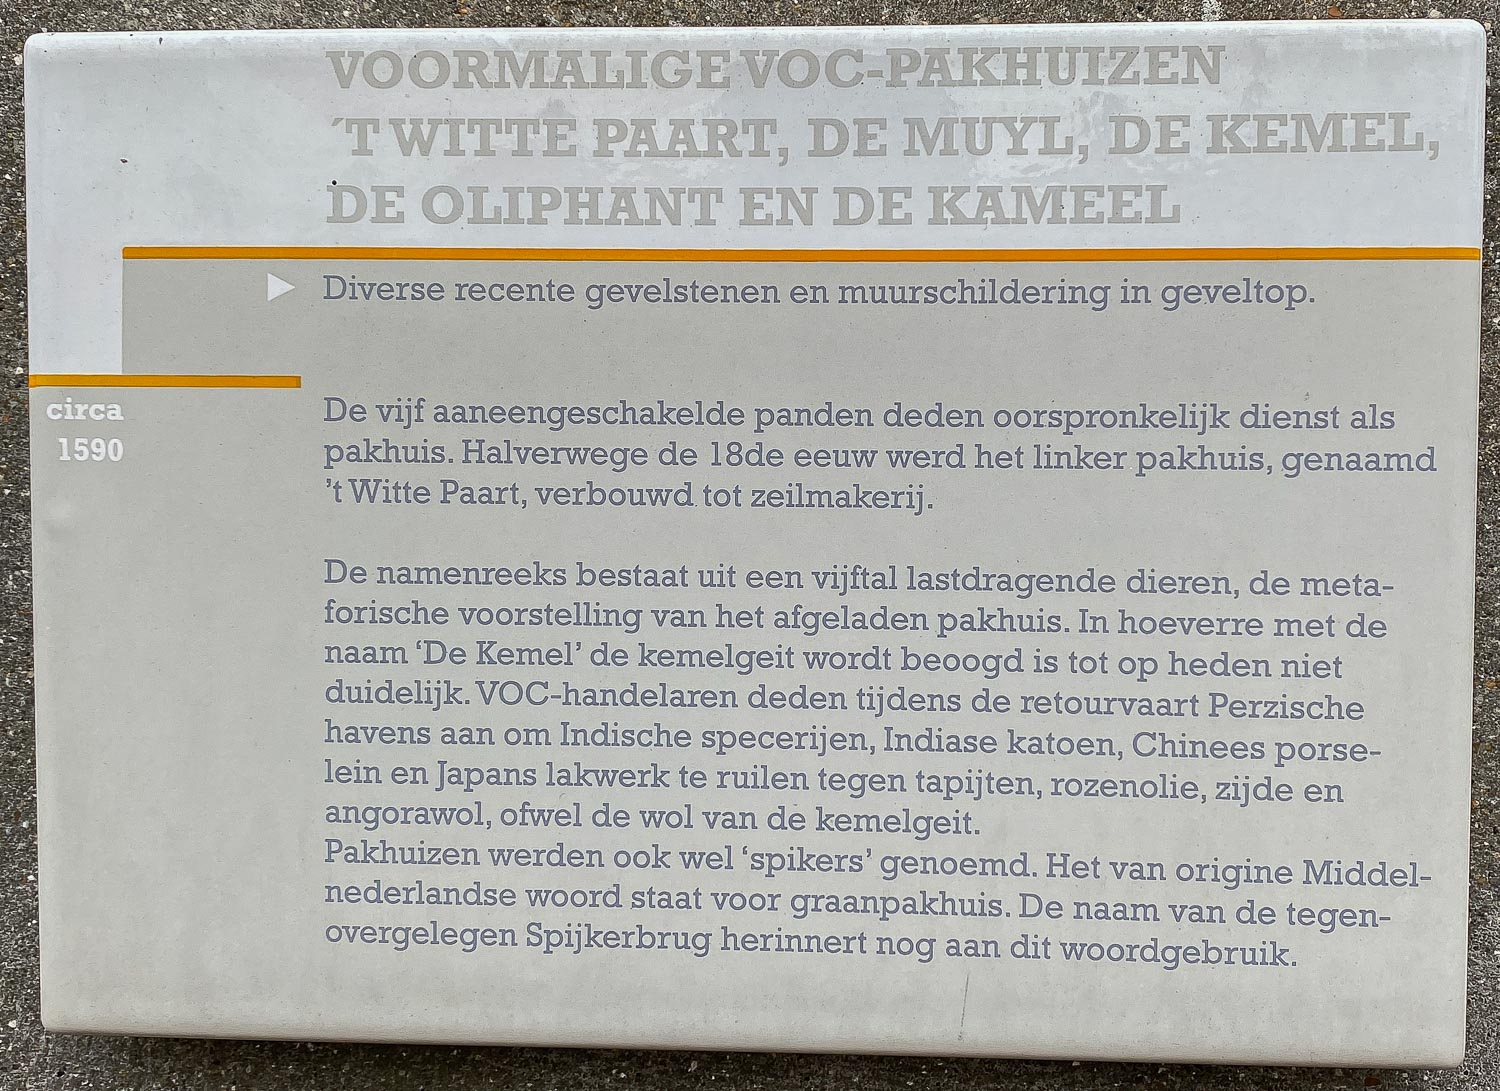 VOORMALIGE VOC-PAKHUIZEN
´T WITTE PAART, DE MUYL, DE KEMEL,
DE OLIPHANT EN DE KAMEEL
Diverse recente gevelstenen en muurschildering in geveltop.
circa
1590
De vijf aaneengeschakelde panden deden oorspronkelijk dienst als
pakhuis. Halverwege de 18de eeuw werd het linker pakhuis, genaamd
’t Witte Paart, verbouwd tot zeilmakerij.
De namenreeks bestaat uit een vijftal lastdragende dieren, de meta-
forische voorstelling van het afgeladen pakhuis. In hoeverre met de
naam ‘De Kemel’ de kemelgeit wordt beoogd is tot op heden niet
duidelijk. VOC-handelaren deden tijdens de retourvaart Perzische
havens aan om Indische specerijen, Indiase katoen, Chinees porse-
lein en Japans lakwerk te ruilen tegen tapijten, rozenolie, zijde en
angorawol, ofwel de wol van de kemelgeit.
Pakhuizen werden ook wel ‘spikers’ genoemd. Het van origine Middel-
nederlandse woord staat voor graanpakhuis. De naam van de tegen-
overgelegen Spijkerbrug herinnert nog aan dit woordgebruik.